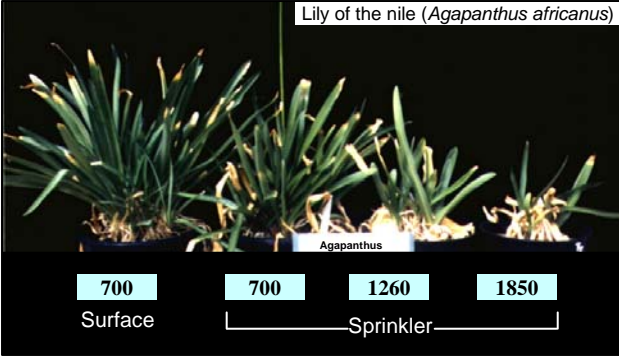 Lily of the nile (Agapanthus africanus)
Agapanthus
700 700 1260 1850
Surface Sprinkler